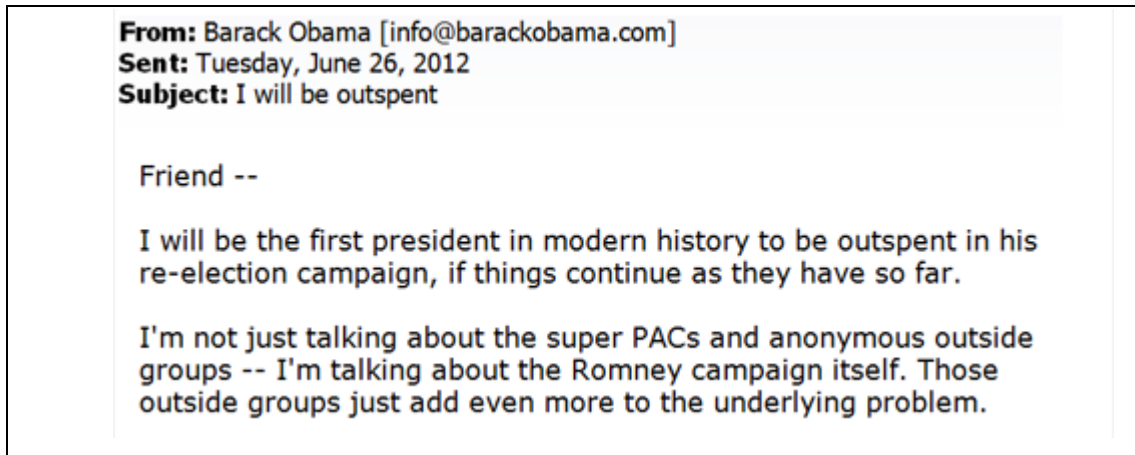 From: Barack Obama [info@barackobama.com]
Sent: Tuesday, June 26, 2012
Subject: I will be outspent
Friend --
I will be the first president in modern history to be outspent in his
re-election campaign, if things continue as they have so far.
I'm not just talking about the super PACs and anonymous outside
groups -- I'm talking about the Romney campaign itself. Those
outside groups just add even more to the underlying problem.